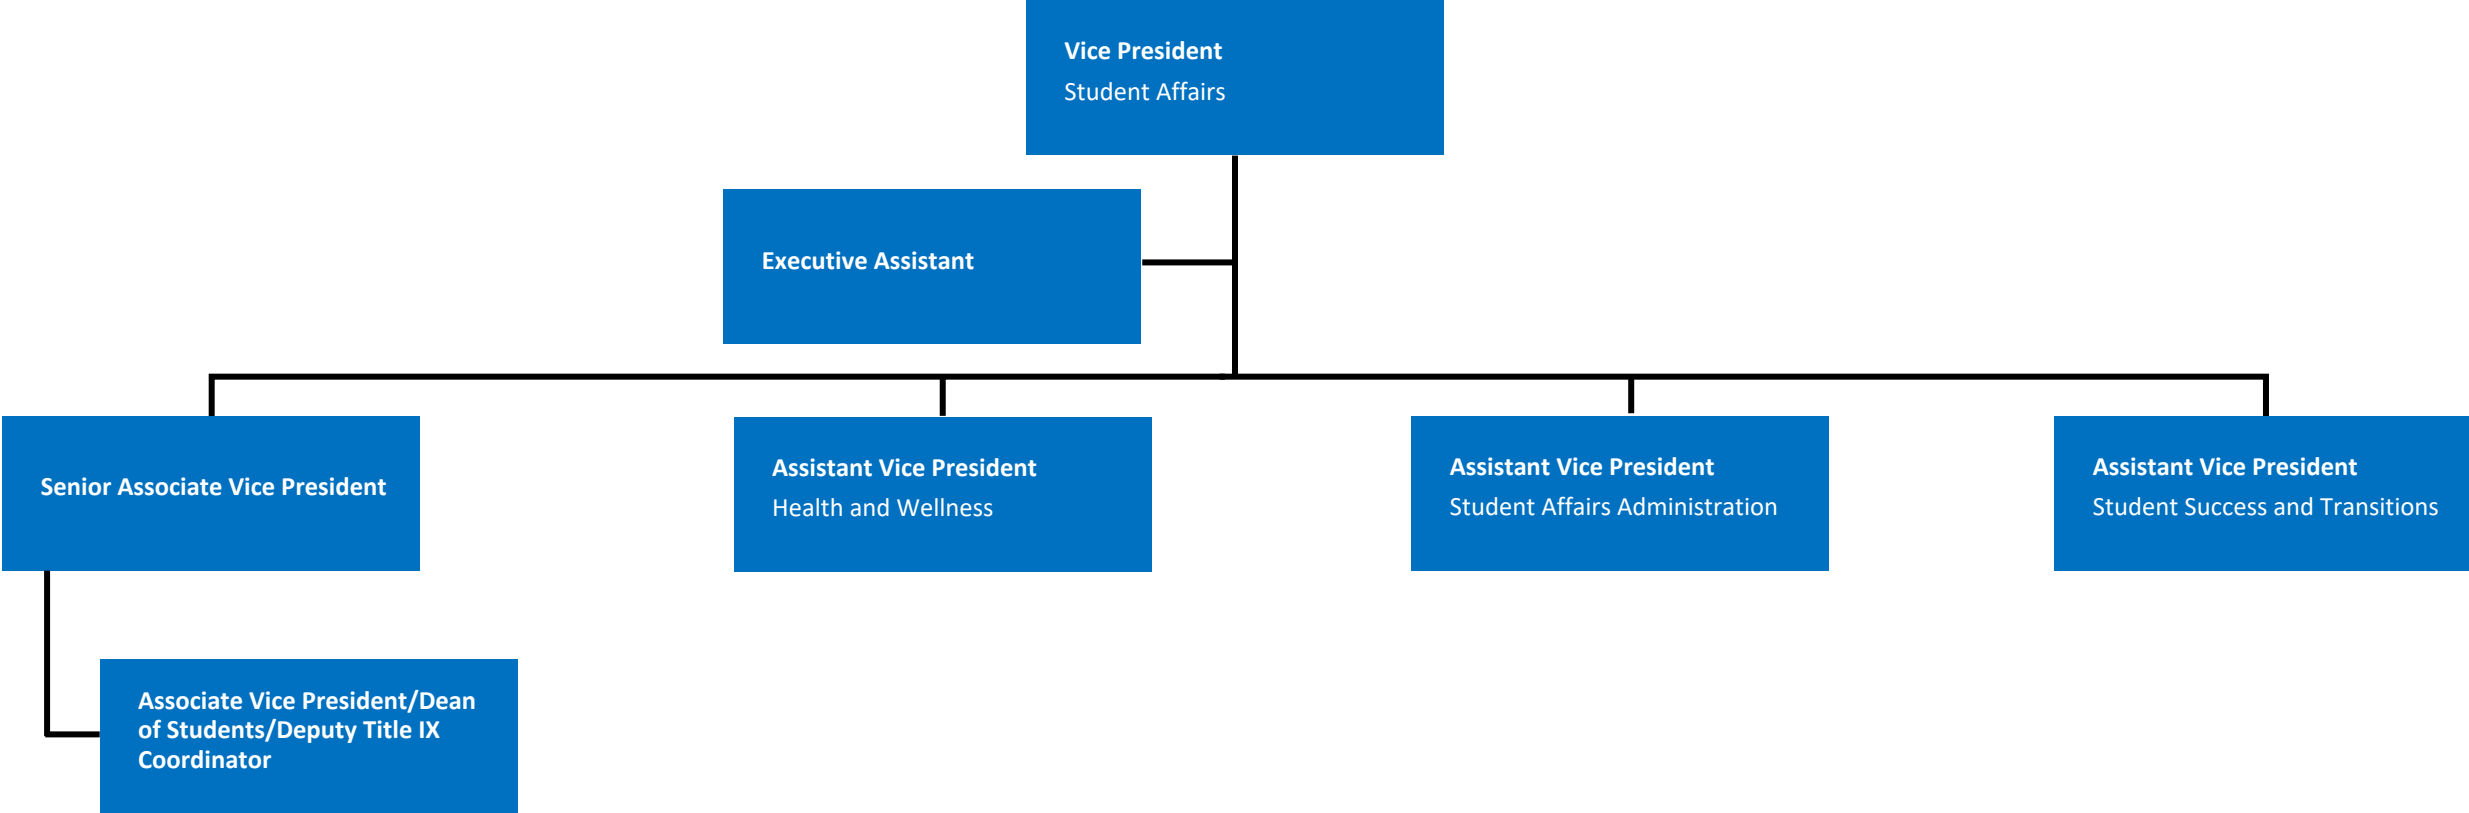 Vice President
Student Affairs
Executive Assistant
Senior Associate Vice President
Assistant Vice President
Health and Wellness
Assistant Vice President
Student Affairs Administration
Assistant Vice President
Student Success and Transitions
Associate Vice President/Dean
of Students/Deputy Title IX
Coordinator